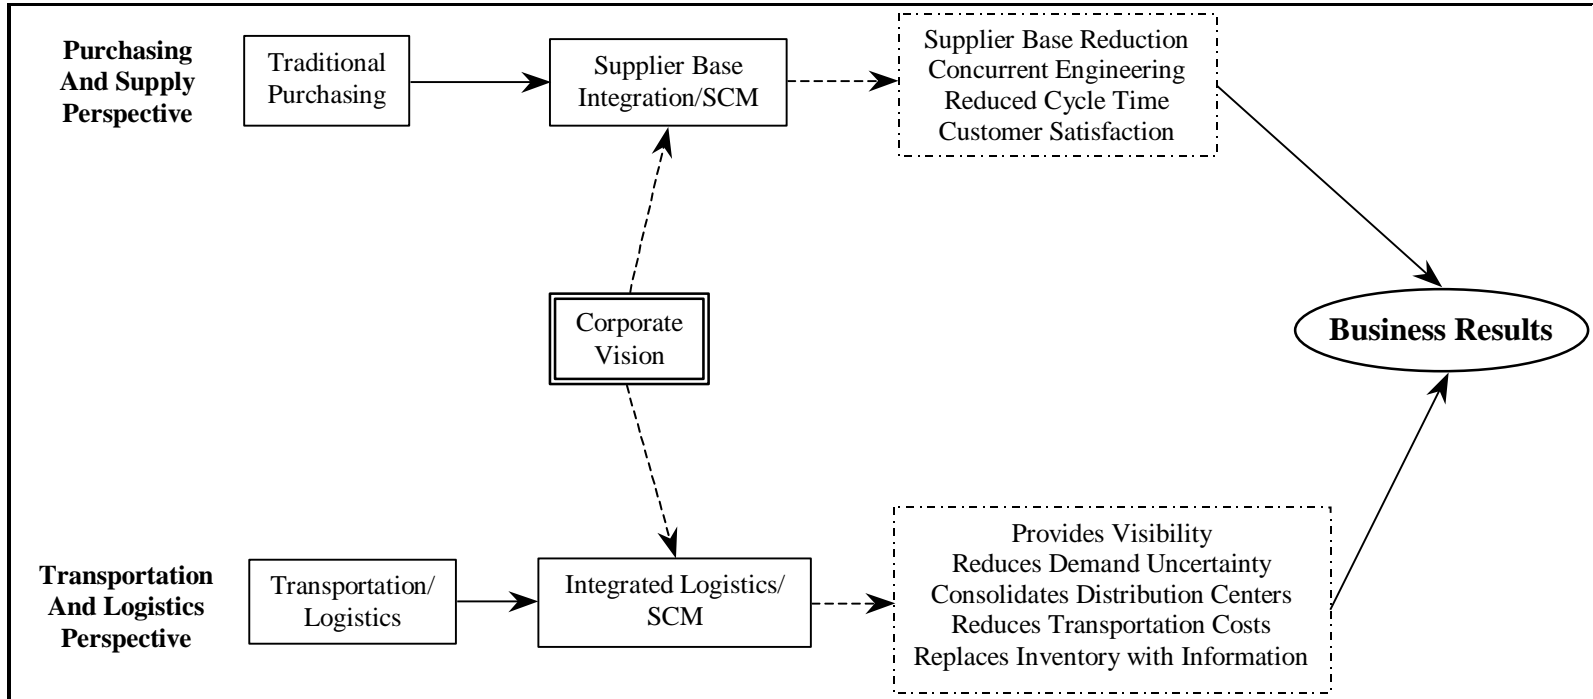 Purchasing
And Supply
Perspective
Traditional
Purchasing
Supplier Base
Integration/SCM
Supplier Base Reduction
Concurrent Engineering
Reduced Cycle Time
Customer Satisfaction
Corporate
Vision
Business Results
Transportation
And Logistics
Perspective
Transportation/
Logistics
Integrated Logistics/
SCM
Provides Visibility
Reduces Demand Uncertainty
Consolidates Distribution Centers
Reduces Transportation Costs
Replaces Inventory with Information